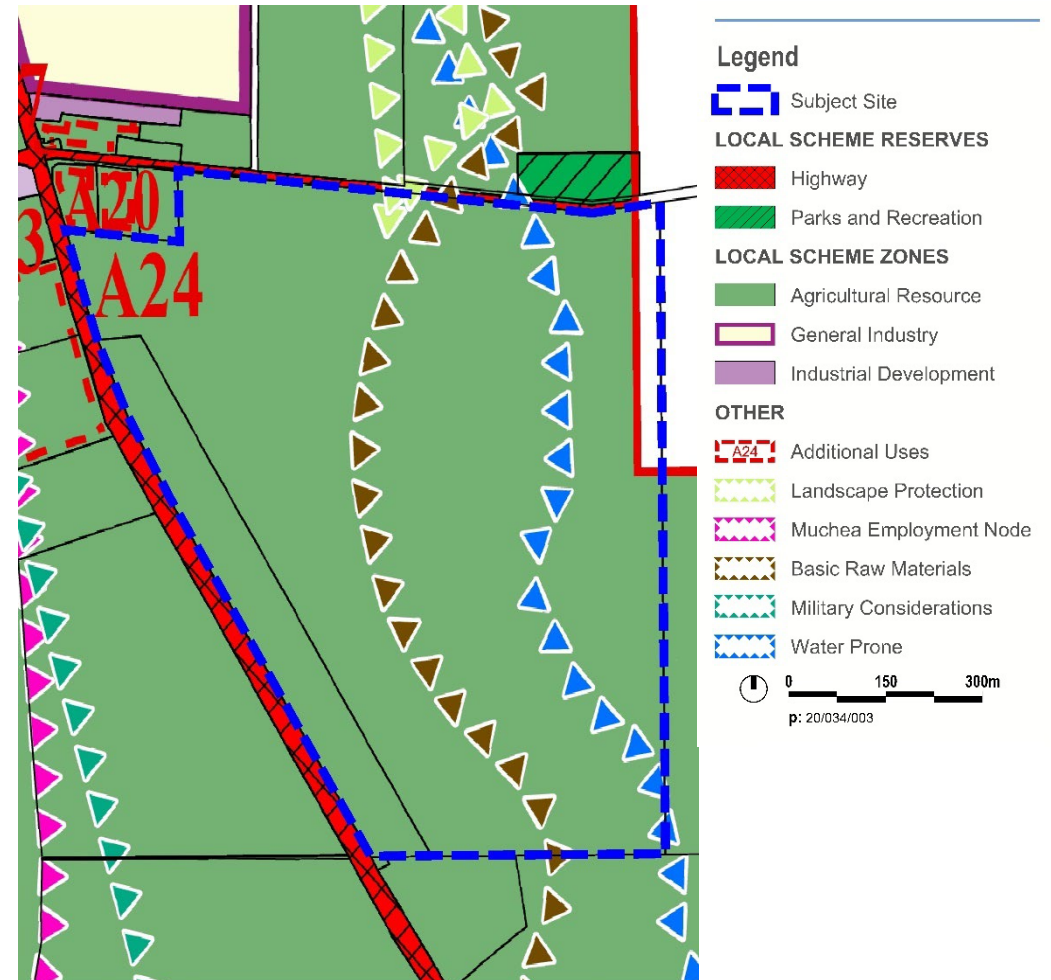 7
A20
3
A24
Legend
Subject Site
LOCAL SCHEME RESERVES
Highway
Parks and Recreation
LOCAL SCHEME ZONES
Agricultural Resource
General Industry
Industrial Development
OTHER
A24 Additional Uses
Landscape Protection
Muchea Employment Node
Basic Raw Materials
Military Considerations
Water Prone
0 150 300m
p: 20/034/003